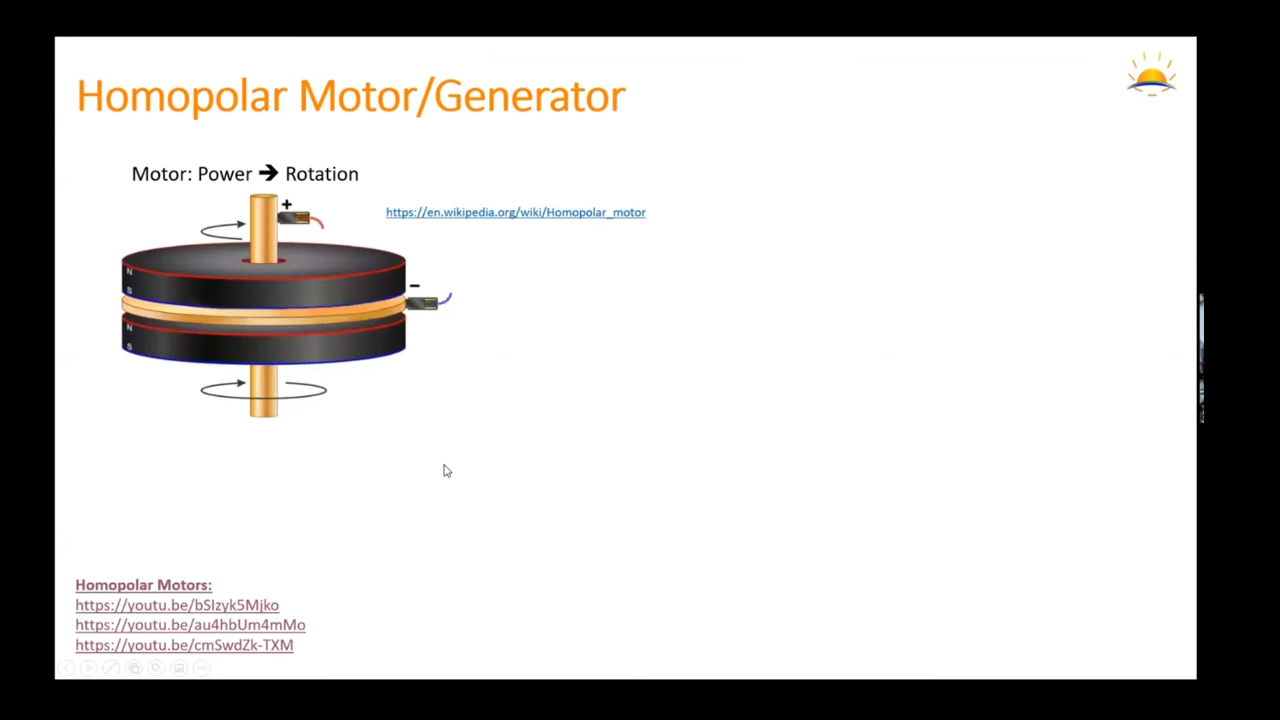 Homopolar Motor/Generator
Motor: Power ➔ Rotation
+
https://en.wikipedia.org/wiki/Homopolar_motor
N
S
−
N
S
Homopolar Motors:
https://youtu.be/bSIzyk5Mjko
https://youtu.be/au4hbUm4mMo
https://youtu.be/cmSwdZk-TXM